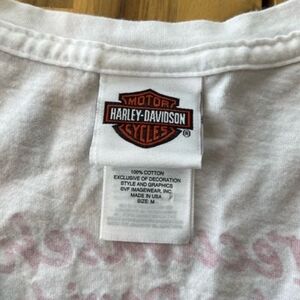 MOTOR
HARLEY-DAVIDSON
CYCLES ®
100% COTTON
EXCLUSIVE OF DECORATION
STYLE AND GRAPHICS
©VF IMAGEWEAR, INC.
MADE IN USA
SIZE: M